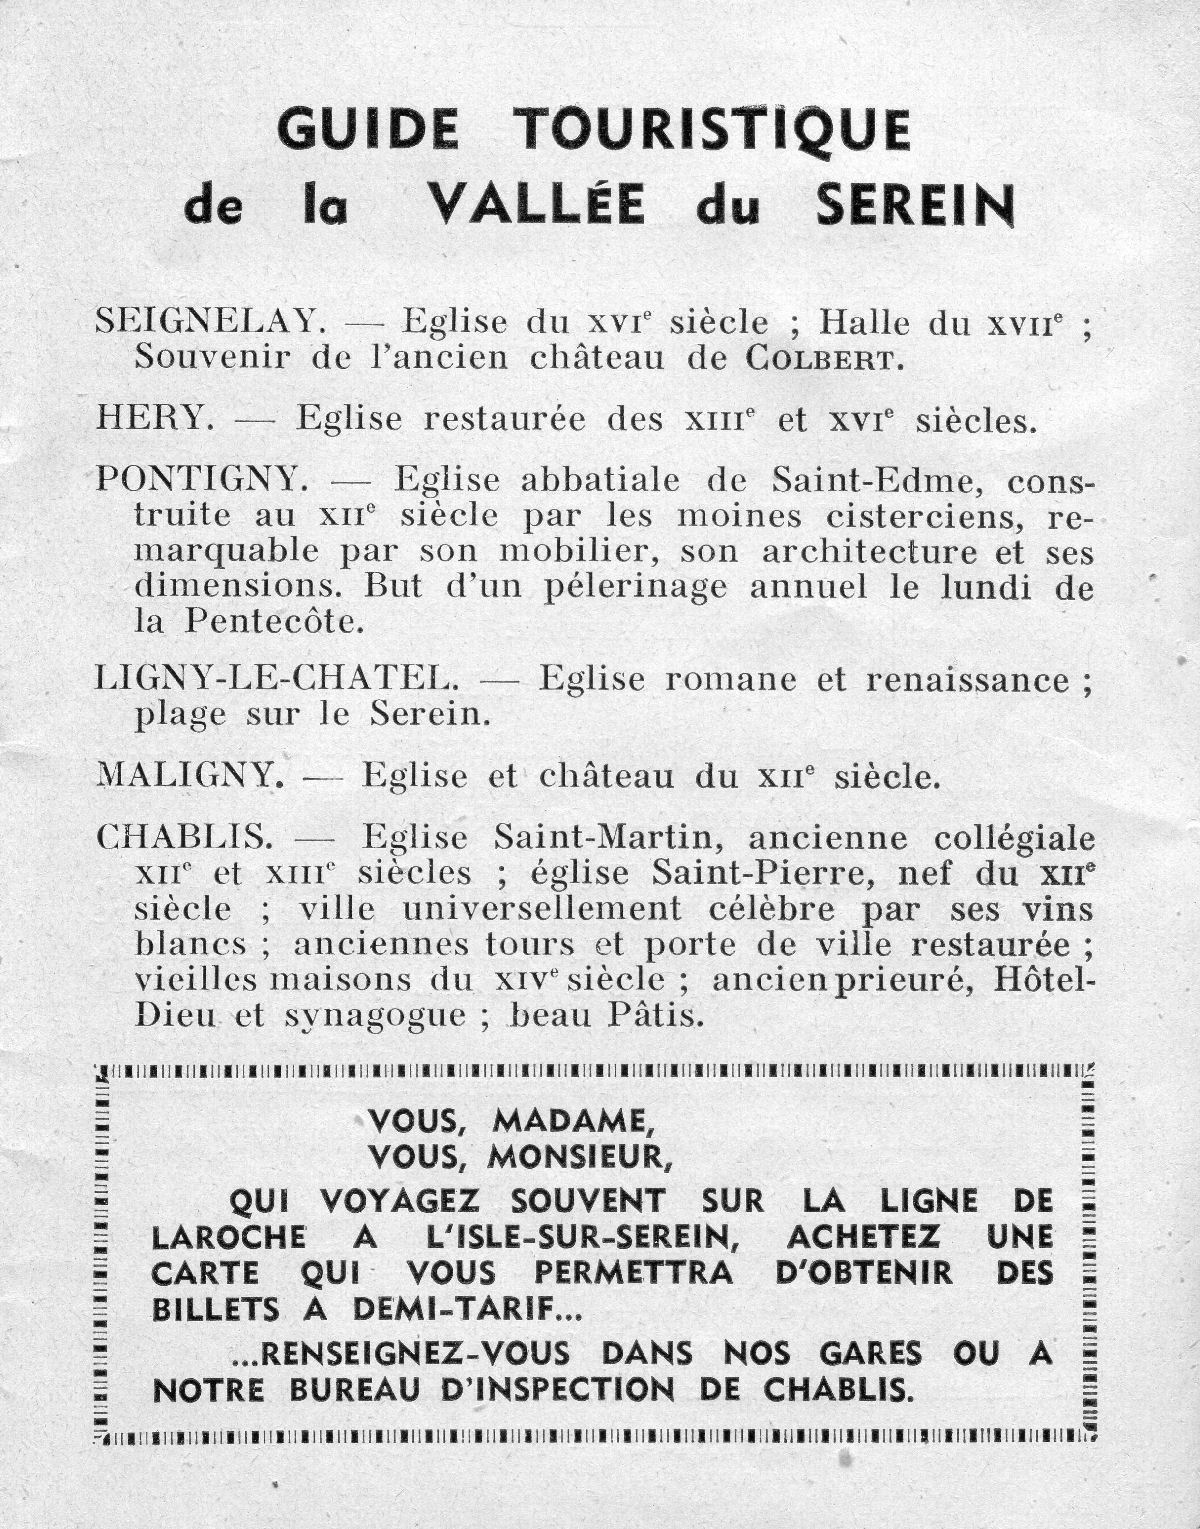 GUIDE TOURISTIQUE
de la VALLÉE du SEREIN
SEIGNELAY. — Eglise du XVIe siècle ; Halle du XVIIe ;
Souvenir de l'ancien château de COLBERT.
HERY. — Eglise restaurée des XIIIe et XVIe siècles.
PONTIGNY. — Eglise abbatiale de Saint-Edme, cons-
truite au XIIe siècle par les moines cisterciens, re-
marquable par son mobilier, son architecture et ses
dimensions. But d'un pélerinage annuel le lundi de
la Pentecôte.
LIGNY-LE-CHATEL. — Eglise romane et renaissance ;
plage sur le Serein.
MALIGNY. — Eglise et château du XIIe siècle.
CHABLIS. — Eglise Saint-Martin, ancienne collégiale
XIIe et XIIIe siècles ; église Saint-Pierre, nef du XIIe
siècle ; ville universellement célèbre par ses vins
blancs ; anciennes tours et porte de ville restaurée ;
vieilles maisons du XIVe siècle ; ancien prieuré, Hôtel-
Dieu et synagogue ; beau Pâtis.
VOUS, MADAME,
VOUS, MONSIEUR,
QUI VOYAGEZ SOUVENT SUR LA LIGNE DE
LAROCHE A L'ISLE-SUR-SEREIN, ACHETEZ UNE
CARTE QUI VOUS PERMETTRA D'OBTENIR DES
BILLETS A DEMI-TARIF...
...RENSEIGNEZ-VOUS DANS NOS GARES OU A
NOTRE BUREAU D'INSPECTION DE CHABLIS.